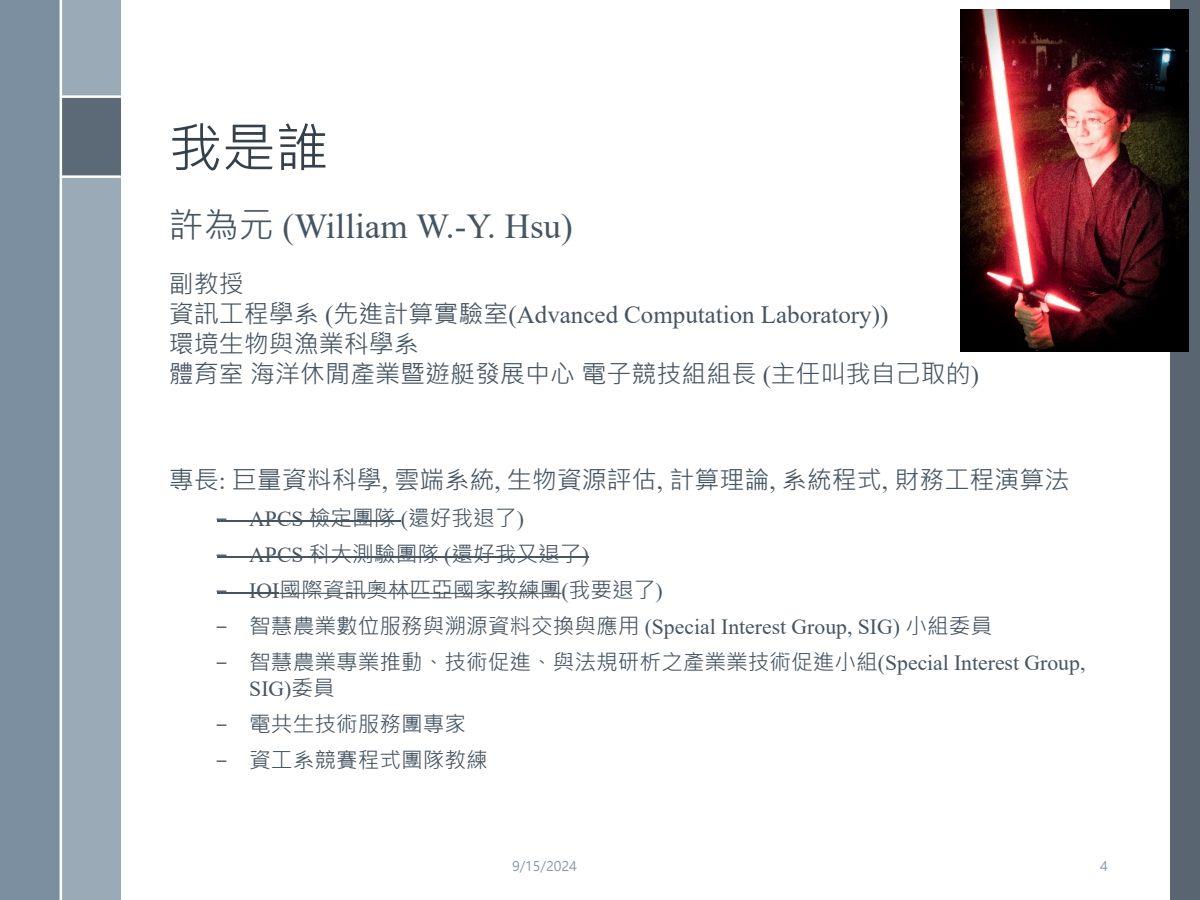 我是誰
許為元 (William W.-Y. Hsu)
副教授
資訊工程學系 (先進計算實驗室(Advanced Computation Laboratory))
環境生物與漁業科學系
體育室 海洋休閒產業暨遊艇發展中心 電子競技組組長 (主任叫我自己取的)
專長: 巨量資料科學, 雲端系統, 生物資源評估, 計算理論, 系統程式, 財務工程演算法
– APCS 檢定團隊 (還好我退了)
– APCS 科大測驗團隊 (還好我又退了)
– IOI國際資訊奧林匹亞國家教練團(我要退了)
– 智慧農業數位服務與溯源資料交換與應用 (Special Interest Group, SIG) 小組委員
– 智慧農業專業推動、技術促進、與法規研析之產業業技術促進小組(Special Interest Group,
SIG)委員
– 電共生技術服務團專家
– 資工系競賽程式團隊教練
9/15/2024
4